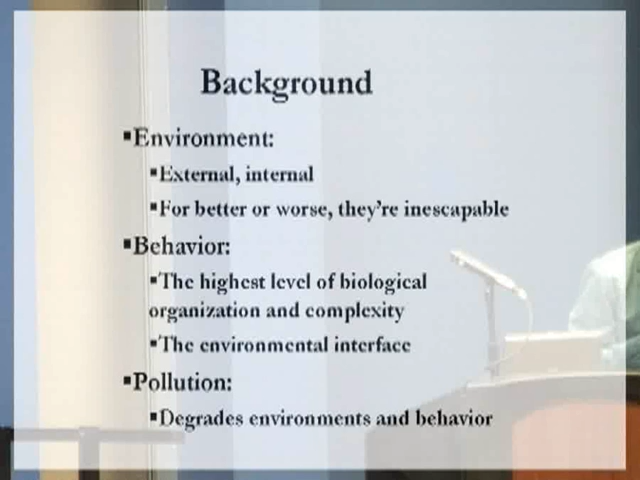 Background
▪Environment:
▪External, internal
▪For better or worse, they're inescapable
▪Behavior:
▪The highest level of biological
organization and complexity
▪The environmental interface
▪Pollution:
▪Degrades environments and behavior